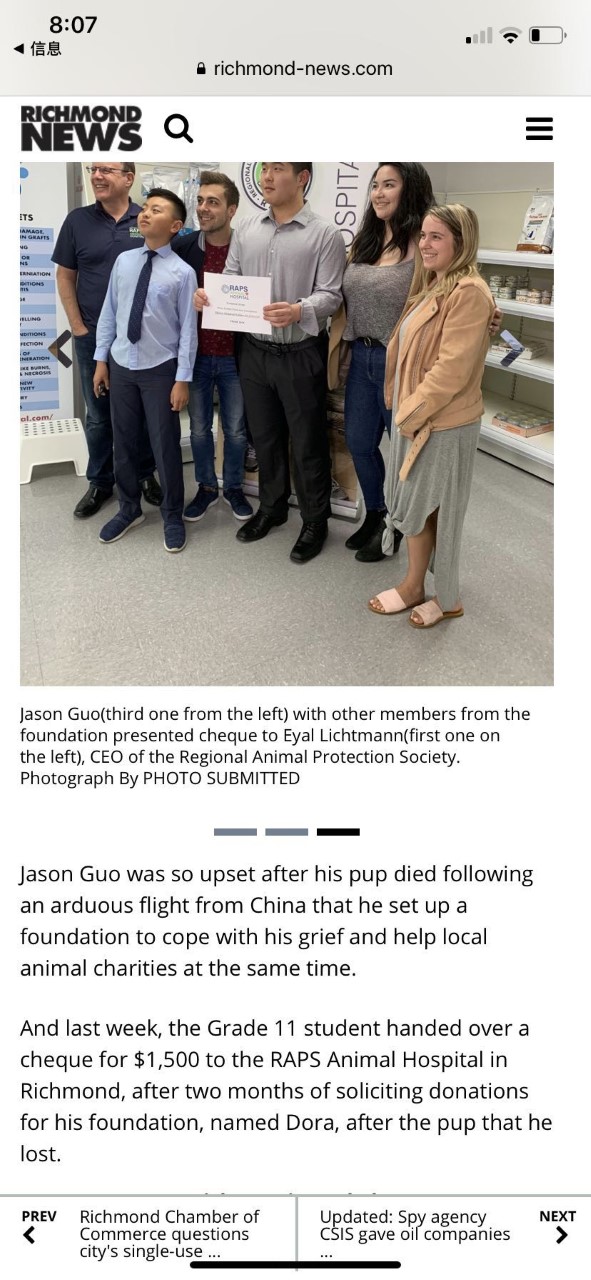 8:07
◀ 信息
richmond-news.com
RICHMOND
NEWS
ETS
DAMAGE,
IN GRAFTS
NG
OR
NS
ERNIATION
DITIONS
ELLING
NDITIONS
FECTION
OF
NERATION
IKE BURNS,
& NECROSIS
NEW
IVITY
RY
ol.com/
REGIONAL
OSPITA
RAPS
HOSPITAL
Jason Guo(third one from the left) with other members from the
foundation presented cheque to Eyal Lichtmann(first one on
the left), CEO of the Regional Animal Protection Society.
Photograph By PHOTO SUBMITTED
Jason Guo was so upset after his pup died following
an arduous flight from China that he set up a
foundation to cope with his grief and help local
animal charities at the same time.
And last week, the Grade 11 student handed over a
cheque for $1,500 to the RAPS Animal Hospital in
Richmond, after two months of soliciting donations
for his foundation, named Dora, after the pup that he
lost.
PREV
Richmond Chamber of
Commerce questions
city's single-use ...
Updated: Spy agency
CSIS gave oil companies
...
NEXT